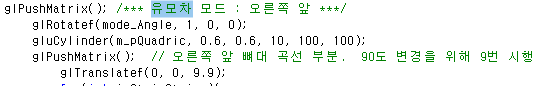 glPushMatrix(); /*** 유모차 모드 : 오른쪽 앞 ***/
glRotatef(mode_Angle, 1, 0, 0);
gluCylinder(m_pQuadric, 0.6, 0.6, 10, 100, 100);
glPushMatrix();  // 오른쪽 앞 뼈대 곡선 부분. 90도 변경을 위해 9번 시행
glTranslatef(0, 0, 9.9);